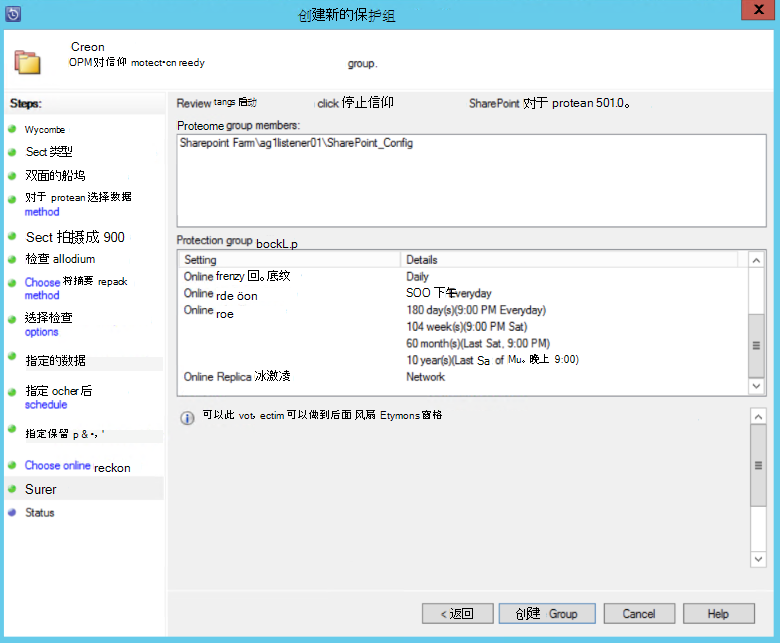 创建新的保护组
Creon
OPM对信仰 motect•cn reedy group.
Steps:
Wycombe
Sect 类型
双面的船坞
对于 protean 选择数据
method
Sect 拍摄成 900
检查 allodium
Choose 将摘要 repack
method
选择检查
options
指定的数据
指定 ocher 后
schedule
指定保留 p & •, '
Choose online reckon
Surer
Status
Review tangs 启动 click 停止信仰 SharePoint 对于 protean 501.0。
Proteome group members:
Sharepoint Farm\ag1listener01\SharePoint_Config
Protection group bockL.p
Setting Details
Online frenzy 回。底纹 Daily
Online rde öon SOO 下午Everyday
Online roe 180 day(s)(9:00 PM Everyday)
104 week(s)(9:00 PM Sat)
60 month(s)(Last Sat, 9:00 PM)
10 year(s)(Last Sa of Mu。晚上 9:00)
Online Replica 冰激凌 Network
可以此 vot, ectim 可以做到后面 风扇 Etymons 窗格
< 返回 创建 Group Cancel Help